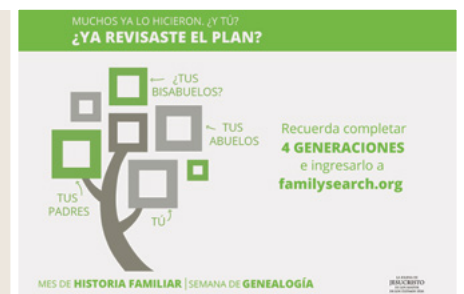 MUCHOS YA LO HICIERON. ¿Y TÚ?
¿YA REVISASTE EL PLAN?
¿TUS
BISABUELOS?
TUS
ABUELOS
TUS
PADRES
TÚ
Recuerda completar
4 GENERACIONES
e ingresarlo a
familysearch.org
MES DE HISTORIA FAMILIAR | SEMANA DE GENEALOGÍA
JESUCRISTO